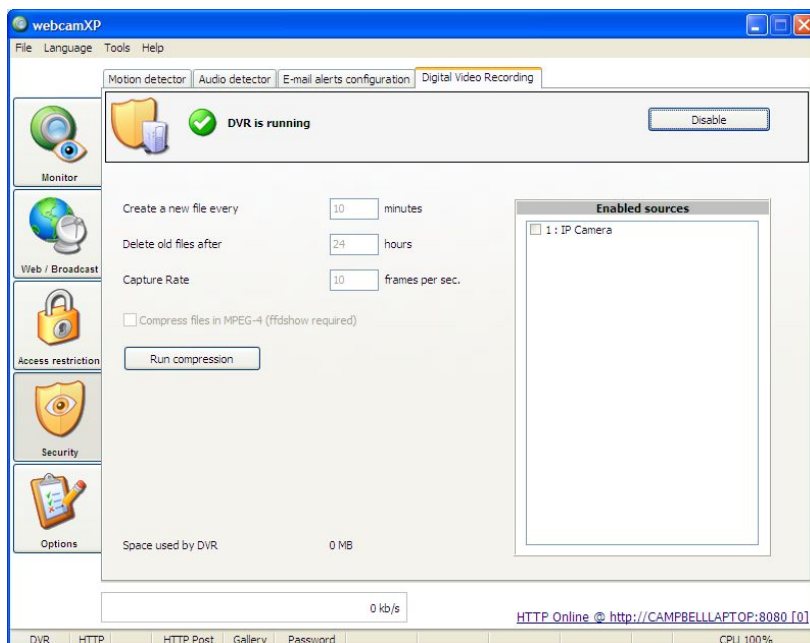 webcamXP
File Language Tools Help
Motion detector Audio detector E-mail alerts configuration Digital Video Recording
DVR is running
Disable
Monitor
Web / Broadcast
Access restriction
Security
Options
Create a new file every 10 minutes
Delete old files after 24 hours
Capture Rate 10 frames per sec.
Compress files in MPEG-4 (ffdshow required)
Run compression
Enabled sources
1 : IP Camera
Space used by DVR 0 MB
0 kb/s
HTTP Online @ http://CAMPBELLLAPTOP:8080 [0]
DVR HTTP HTTP Post Gallery Password CPU 100%